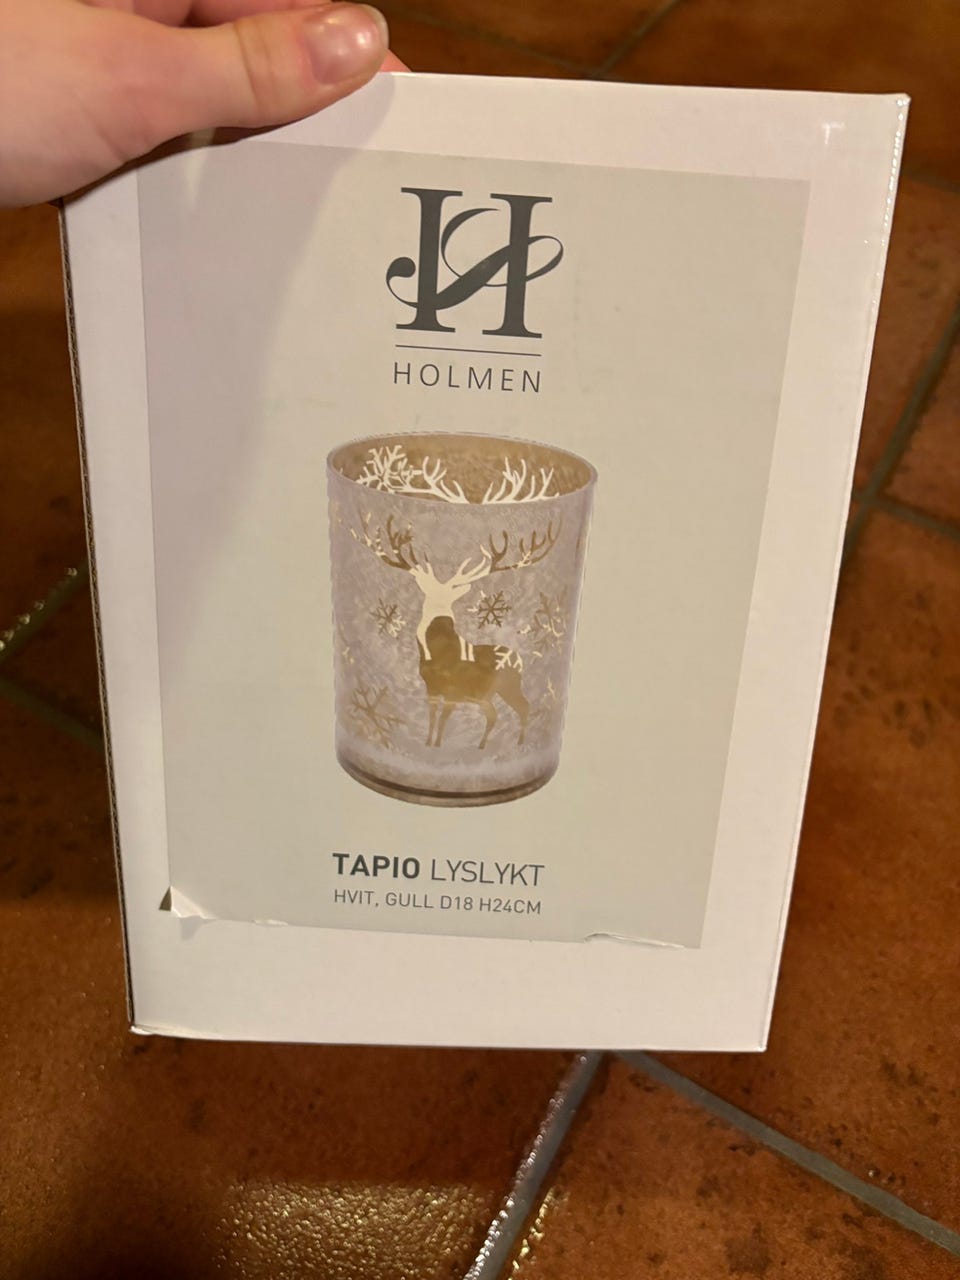 H
HOLMEN
TAPIO LYSLYKT
HVIT, GULL D18 H24CM